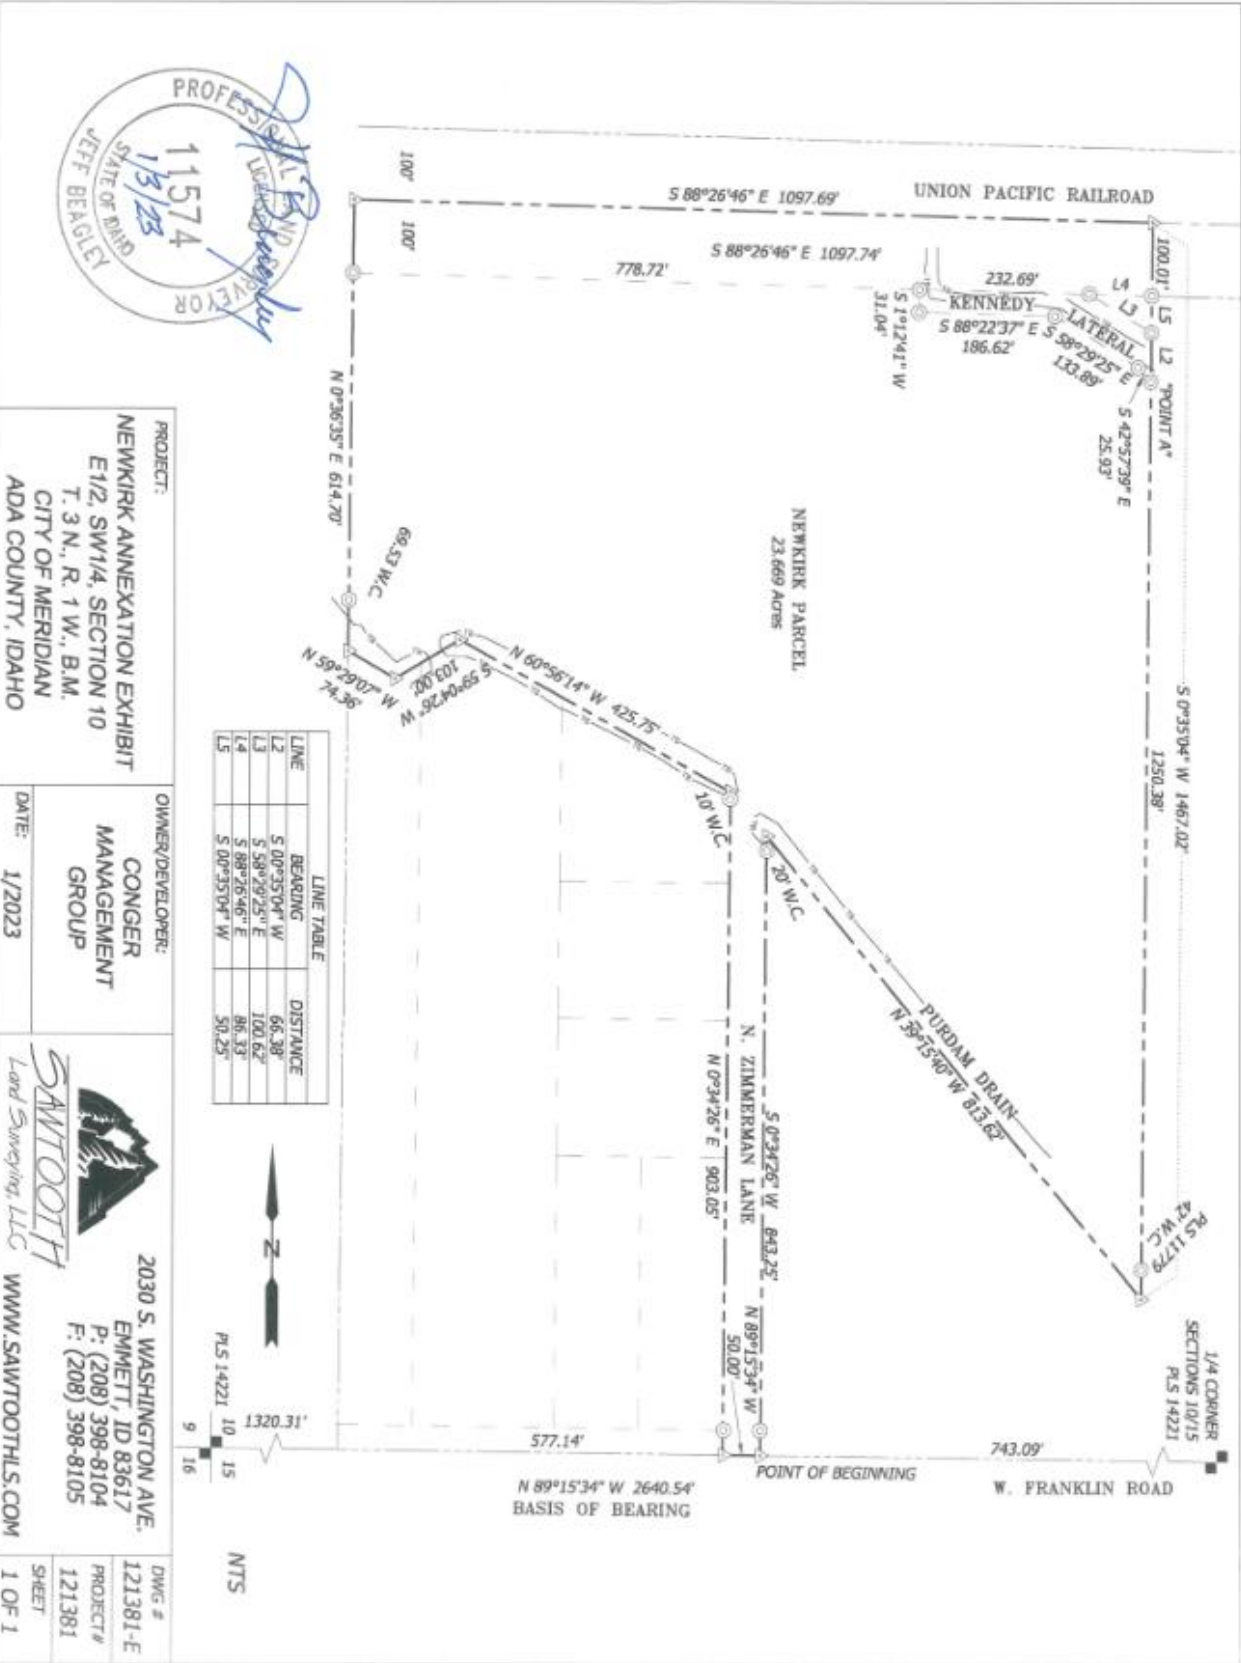 UNION PACIFIC RAILROAD
S 88°26'46" E 1097.69'
100'
100'
S 88°26'46" E 1097.74'
778.72'
232.69'
KENNEDY
LATERAL
L4
L3
100.01'
L5
L2
"POINT A"
S 88°22'37" E
186.62'
S 58°29'25" E
133.89'
S 1°12'41" W
31.04'
S 42°57'39" E
25.93'
S 0°35'04" W 1467.02'
1250.38'
NEWKIRK PARCEL
23.669 Acres
N 0°36'35" E 614.70'
69.53 W.C.
N 59°29'07" W
74.36'
S 59°04'26" W
103.00'
N 60°56'14" W 425.75'
10' W.C.
20' W.C.
PURDAM DRAIN
N 39°15'40" W 813.62'
N. ZIMMERMAN LANE
S 0°34'26" W 843.25'
N 0°34'26" E 903.05'
N 89°15'34" W
50.00'
PLS 11779
42' W.C.
1/4 CORNER
SECTIONS 10/15
PLS 14221
743.09'
W. FRANKLIN ROAD
POINT OF BEGINNING
577.14'
N 89°15'34" W 2640.54'
BASIS OF BEARING
1320.31'
PLS 14221
10 15
9 16
N
NTS
LINE TABLE
LINE BEARING DISTANCE
L2 S 00°35'04" W 66.38'
L3 S 58°29'25" E 100.62'
L4 S 88°26'46" E 86.33'
L5 S 00°35'04" W 50.25'
PROFESSIONAL LAND SURVEYOR
LICENSED
11574
1/3/23
STATE OF IDAHO
JEFF BEAGLEY
PROJECT:
NEWKIRK ANNEXATION EXHIBIT
E1/2, SW1/4, SECTION 10
T. 3 N., R. 1 W., B.M.
CITY OF MERIDIAN
ADA COUNTY, IDAHO
OWNER/DEVELOPER:
CONGER
MANAGEMENT
GROUP
DATE: 1/2023
SAWTOOTH
Land Surveying, LLC
2030 S. WASHINGTON AVE.
EMMETT, ID 83617
P: (208) 398-8104
F: (208) 398-8105
WWW.SAWTOOTHLS.COM
DWG #
121381-E
PROJECT#
121381
SHEET
1 OF 1